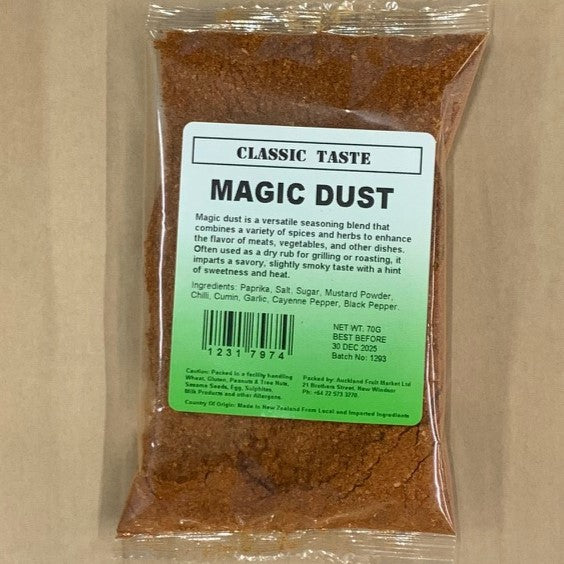 CLASSIC TASTE
MAGIC DUST
Magic dust is a versatile seasoning blend that
combines a variety of spices and herbs to enhance
the flavor of meats, vegetables, and other dishes.
Often used as a dry rub for grilling or roasting, it
imparts a savory, slightly smoky taste with a hint
of sweetness and heat.
Ingredients: Paprika, Salt, Sugar, Mustard Powder,
Chilli, Cumin, Garlic, Cayenne Pepper, Black Pepper.
1231 7974
NET WT. 70G
BEST BEFORE
30 DEC 2025
Batch No: 1293
Caution: Packed in a facility handling
Wheat, Gluten, Peanuts & Tree Nuts,
Sesame Seeds, Egg, Sulphites,
Milk Products and other Allergens.
Packed by: Auckland Fruit Market Ltd
21 Brothers Street, New Windsor
Ph: +64 22 573 3270.
Country Of Origin: Made in New Zealand From Local and Imported Ingredients